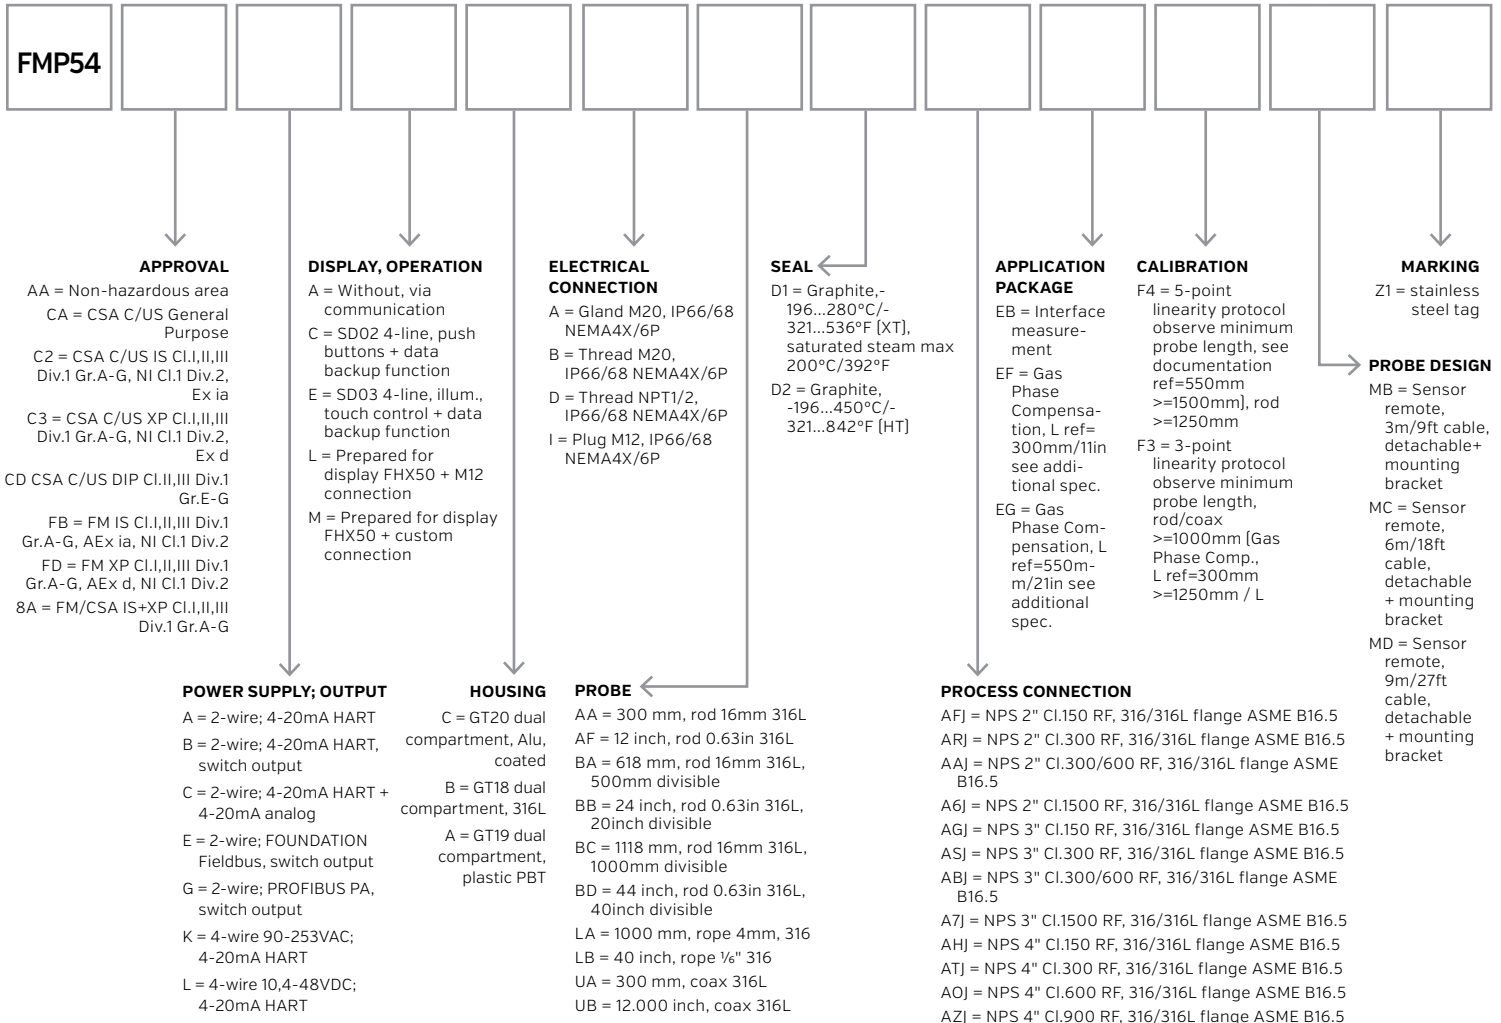 FMP54
APPROVAL
AA = Non-hazardous area
CA = CSA C/US General
Purpose
C2 = CSA C/US IS Cl.I,II,III
Div.1 Gr.A-G, NI Cl.1 Div.2,
Ex ia
C3 = CSA C/US XP Cl.I,II,III
Div.1 Gr.A-G, NI Cl.1 Div.2,
Ex d
CD CSA C/US DIP Cl.II,III Div.1
Gr.E-G
FB = FM IS Cl.I,II,III Div.1
Gr.A-G, AEx ia, NI Cl.1 Div.2
FD = FM XP Cl.I,II,III Div.1
Gr.A-G, AEx d, NI Cl.1 Div.2
8A = FM/CSA IS+XP Cl.I,II,III
Div.1 Gr.A-G
DISPLAY, OPERATION
A = Without, via
communication
C = SD02 4-line, push
buttons + data
backup function
E = SD03 4-line, illum.,
touch control + data
backup function
L = Prepared for
display FHX50 + M12
connection
M = Prepared for display
FHX50 + custom
connection
ELECTRICAL
CONNECTION
A = Gland M20, IP66/68
NEMA4X/6P
B = Thread M20,
IP66/68 NEMA4X/6P
D = Thread NPT1/2,
IP66/68 NEMA4X/6P
I = Plug M12, IP66/68
NEMA4X/6P
SEAL
D1 = Graphite,-
196...280°C/-
321...536°F (XT),
saturated steam max
200°C/392°F
D2 = Graphite,
-196...450°C/-
321...842°F (HT)
APPLICATION
PACKAGE
EB = Interface
measure-
ment
EF = Gas
Phase
Compensa-
tion, L ref=
300mm/11in
see addi-
tional spec.
EG = Gas
Phase Com-
pensation, L
ref=550m-
m/21in see
additional
spec.
CALIBRATION
F4 = 5-point
linearity protocol
observe minimum
probe length, see
documentation
ref=550mm
>=1500mm), rod
>=1250mm
F3 = 3-point
linearity protocol
observe minimum
probe length,
rod/coax
>=1000mm (Gas
Phase Comp.,
L ref=300mm
>=1250mm / L
MARKING
Z1 = stainless
steel tag
PROBE DESIGN
MB = Sensor
remote,
3m/9ft cable,
detachable+
mounting
bracket
MC = Sensor
remote,
6m/18ft
cable,
detachable
+ mounting
bracket
MD = Sensor
remote,
9m/27ft
cable,
detachable
+ mounting
bracket
POWER SUPPLY; OUTPUT
A = 2-wire; 4-20mA HART
B = 2-wire; 4-20mA HART,
switch output
C = 2-wire; 4-20mA HART +
4-20mA analog
E = 2-wire; FOUNDATION
Fieldbus, switch output
G = 2-wire; PROFIBUS PA,
switch output
K = 4-wire 90-253VAC;
4-20mA HART
L = 4-wire 10,4-48VDC;
4-20mA HART
HOUSING
C = GT20 dual
compartment, Alu,
coated
B = GT18 dual
compartment, 316L
A = GT19 dual
compartment,
plastic PBT
PROBE
AA = 300 mm, rod 16mm 316L
AF = 12 inch, rod 0.63in 316L
BA = 618 mm, rod 16mm 316L,
500mm divisible
BB = 24 inch, rod 0.63in 316L,
20inch divisible
BC = 1118 mm, rod 16mm 316L,
1000mm divisible
BD = 44 inch, rod 0.63in 316L,
40inch divisible
LA = 1000 mm, rope 4mm, 316
LB = 40 inch, rope ⅙" 316
UA = 300 mm, coax 316L
UB = 12.000 inch, coax 316L
PROCESS CONNECTION
AFJ = NPS 2" Cl.150 RF, 316/316L flange ASME B16.5
ARJ = NPS 2" Cl.300 RF, 316/316L flange ASME B16.5
AAJ = NPS 2" Cl.300/600 RF, 316/316L flange ASME
B16.5
A6J = NPS 2" Cl.1500 RF, 316/316L flange ASME B16.5
AGJ = NPS 3" Cl.150 RF, 316/316L flange ASME B16.5
ASJ = NPS 3" Cl.300 RF, 316/316L flange ASME B16.5
ABJ = NPS 3" Cl.300/600 RF, 316/316L flange ASME
B16.5
A7J = NPS 3" Cl.1500 RF, 316/316L flange ASME B16.5
AHJ = NPS 4" Cl.150 RF, 316/316L flange ASME B16.5
ATJ = NPS 4" Cl.300 RF, 316/316L flange ASME B16.5
AOJ = NPS 4" Cl.600 RF, 316/316L flange ASME B16.5
AZJ = NPS 4" Cl.900 RF, 316/316L flange ASME B16.5